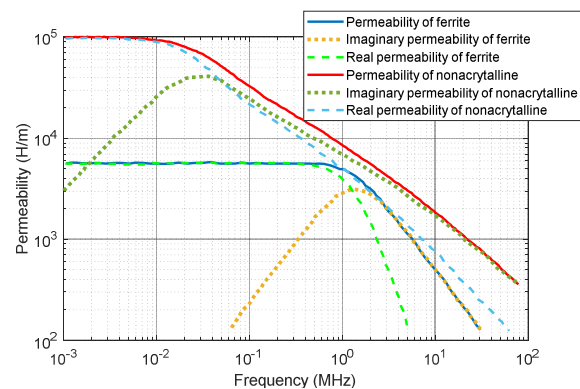 Permeability of ferrite
Imaginary permeability of ferrite
Real permeability of ferrite
Permeability of nonacrytalline
Imaginary permeability of nonacrytalline
Real permeability of nonacrytalline
Permeability (H/m)
10^5
10^4
10^3
10^2
10^-3 10^-2 10^-1 10^0 10^1 10^2
Frequency (MHz)